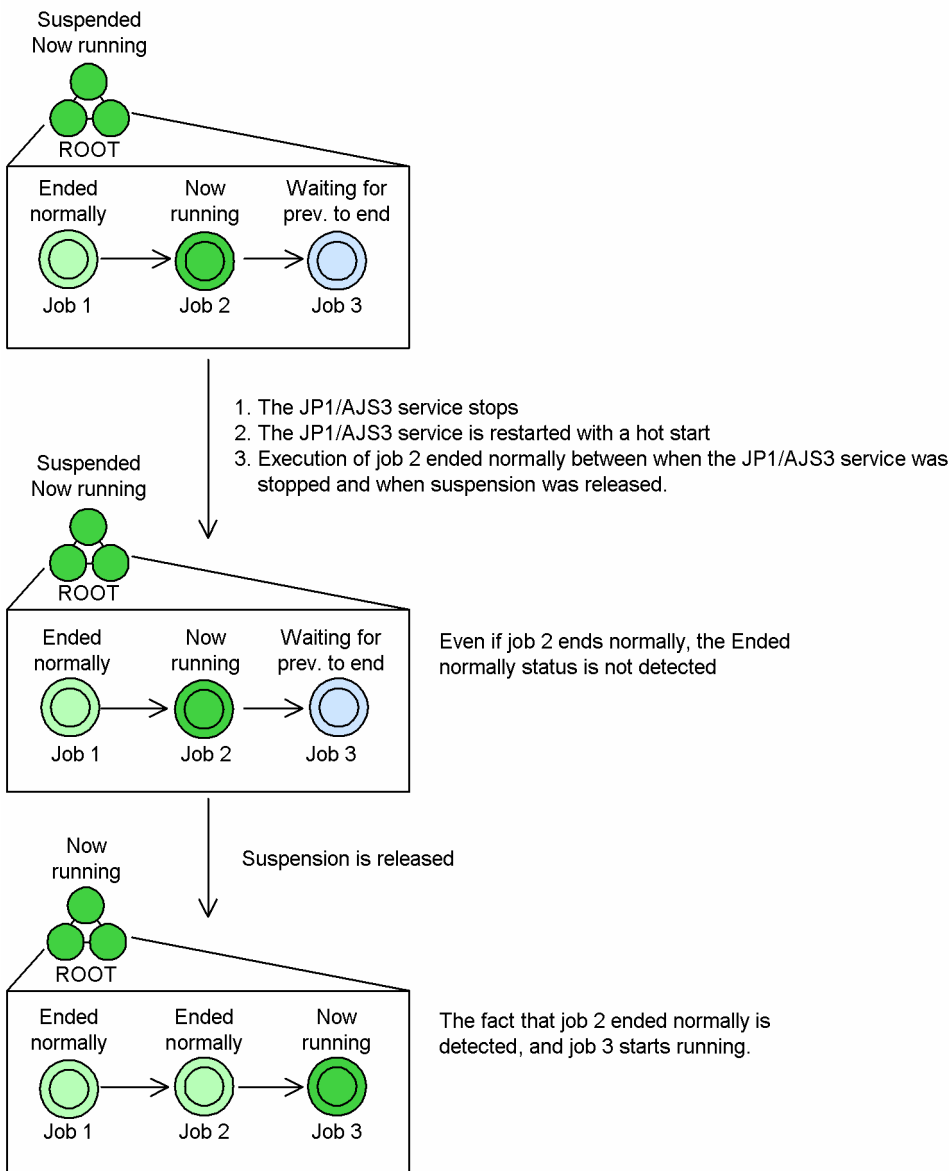 Suspended
Now running
ROOT
Ended
normally
Now
running
Waiting for
prev. to end
Job 1
Job 2
Job 3
1. The JP1/AJS3 service stops
2. The JP1/AJS3 service is restarted with a hot start
3. Execution of job 2 ended normally between when the JP1/AJS3 service was
stopped and when suspension was released.
Suspended
Now running
ROOT
Ended
normally
Now
running
Waiting for
prev. to end
Job 1
Job 2
Job 3
Even if job 2 ends normally, the Ended
normally status is not detected
Suspension is released
Now
running
ROOT
Ended
normally
Ended
normally
Now
running
Job 1
Job 2
Job 3
The fact that job 2 ended normally is
detected, and job 3 starts running.